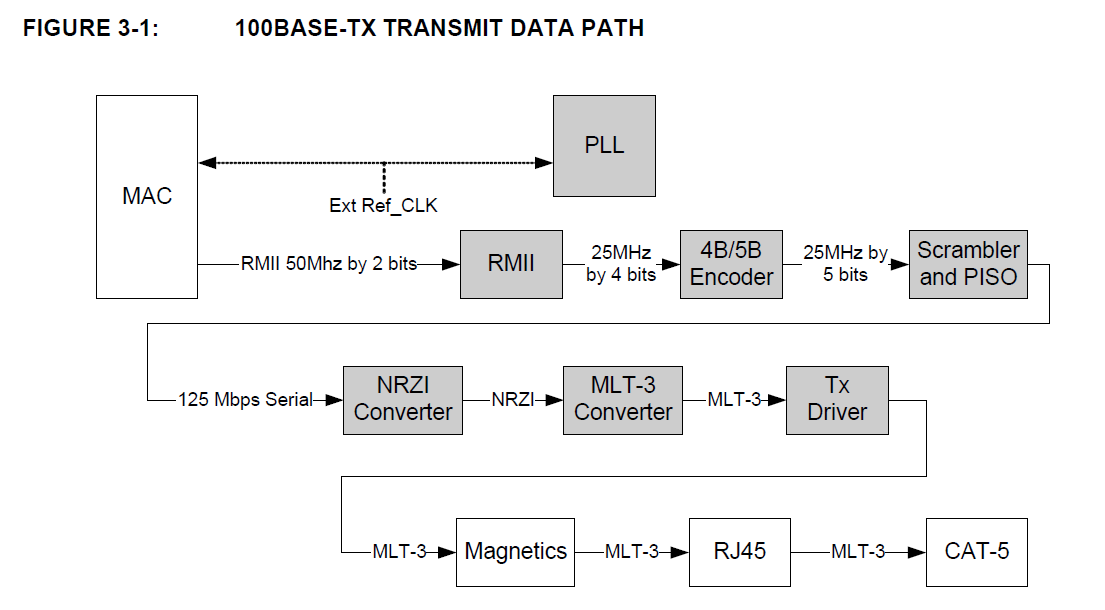 FIGURE 3-1: 100BASE-TX TRANSMIT DATA PATH
MAC
PLL
Ext Ref_CLK
RMII 50Mhz by 2 bits
RMII
25MHz
by 4 bits
4B/5B
Encoder
25MHz by
5 bits
Scrambler
and PISO
125 Mbps Serial
NRZI
Converter
NRZI
MLT-3
Converter
MLT-3
Tx
Driver
MLT-3
Magnetics
MLT-3
RJ45
MLT-3
CAT-5